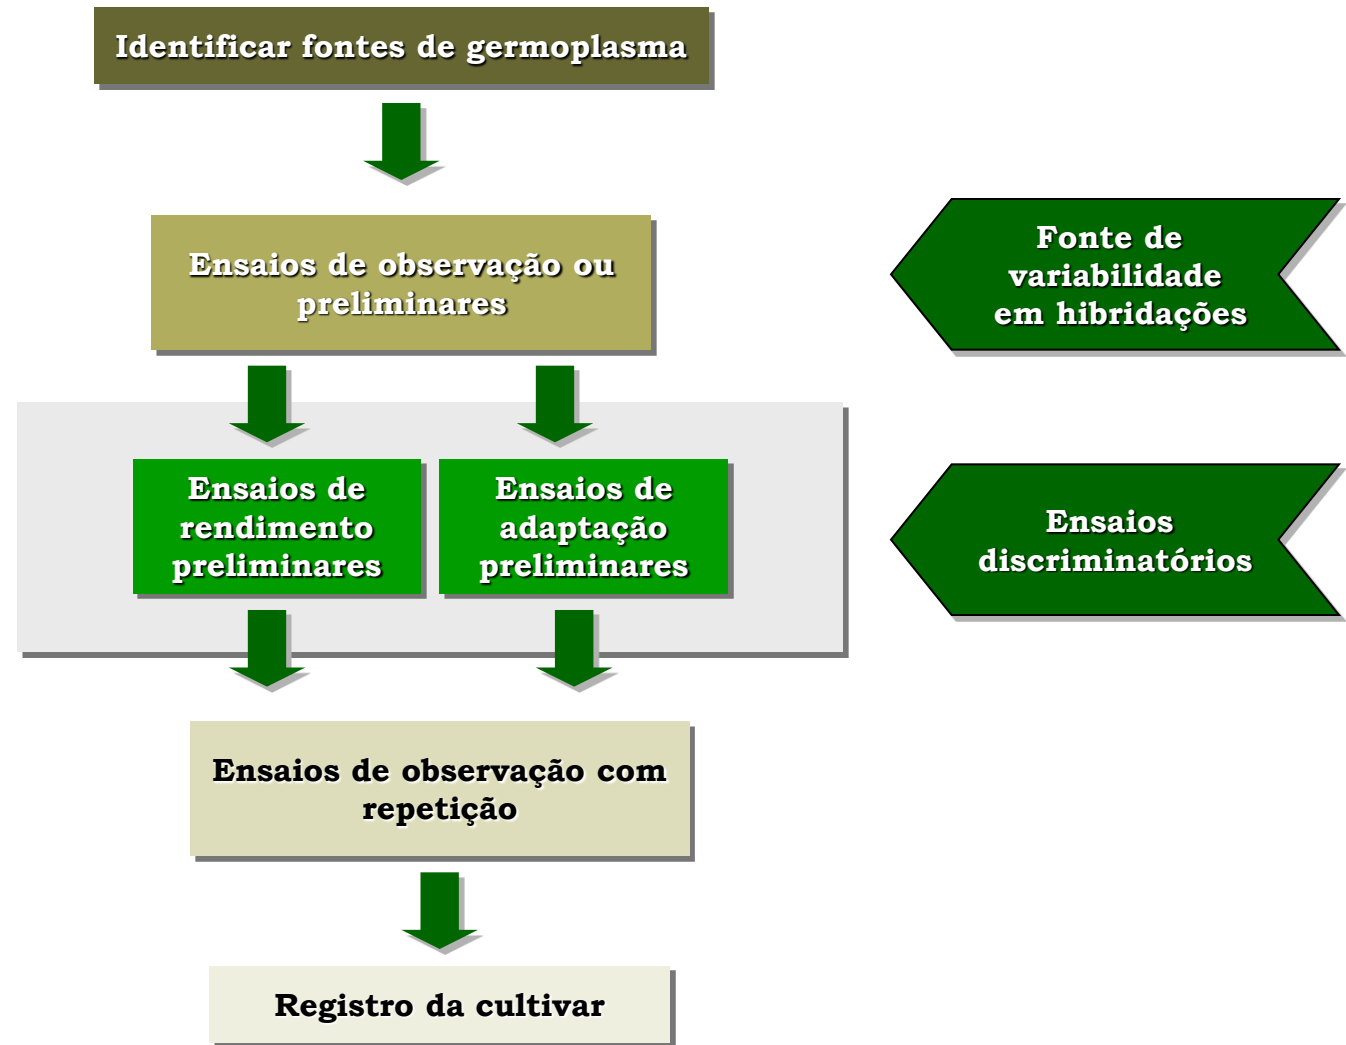 Identificar fontes de germoplasma
Ensaios de observação ou
preliminares
Fonte de
variabilidade
em hibridações
Ensaios de
rendimento
preliminares
Ensaios de
adaptação
preliminares
Ensaios
discriminatórios
Ensaios de observação com
repetição
Registro da cultivar